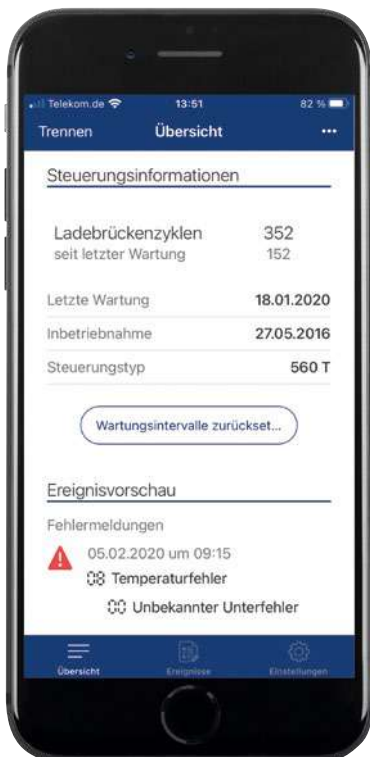 Telekom.de 13:51 82 %
Trennen Übersicht ...
Steuerungsinformationen
Ladebrückenzyklen 352
seit letzter Wartung 152
Letzte Wartung 18.01.2020
Inbetriebnahme 27.05.2016
Steuerungstyp 560 T
Wartungsintervalle zurückset...
Ereignisvorschau
Fehlermeldungen
05.02.2020 um 09:15
08 Temperaturfehler
00 Unbekannter Unterfehler
Übersicht Ereignisse Einstellungen